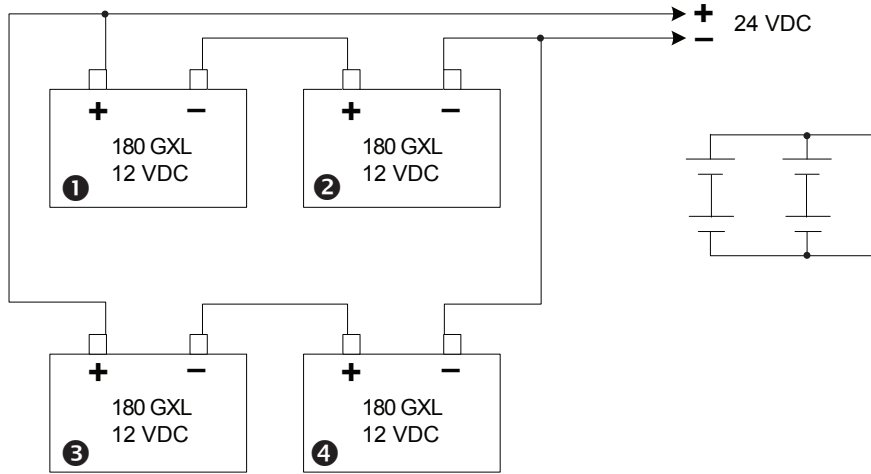 +
− 24 VDC
+ −
180 GXL
12 VDC
❶
+ −
180 GXL
12 VDC
❷
+ −
180 GXL
12 VDC
❸
+ −
180 GXL
12 VDC
❹